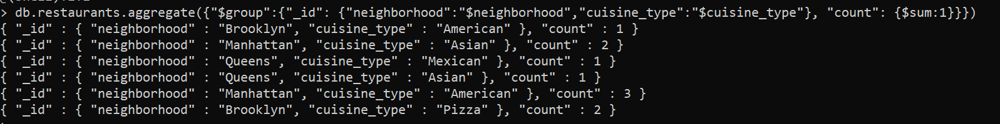 > db.restaurants.aggregate({"$group":{"_id": {"neighborhood":"$neighborhood","cuisine_type":"$cuisine_type"}, "count": {$sum:1}}})
{ "_id" : { "neighborhood" : "Brooklyn", "cuisine_type" : "American" }, "count" : 1 }
{ "_id" : { "neighborhood" : "Manhattan", "cuisine_type" : "Asian" }, "count" : 2 }
{ "_id" : { "neighborhood" : "Queens", "cuisine_type" : "Mexican" }, "count" : 1 }
{ "_id" : { "neighborhood" : "Queens", "cuisine_type" : "Asian" }, "count" : 1 }
{ "_id" : { "neighborhood" : "Manhattan", "cuisine_type" : "American" }, "count" : 3 }
{ "_id" : { "neighborhood" : "Brooklyn", "cuisine_type" : "Pizza" }, "count" : 2 }